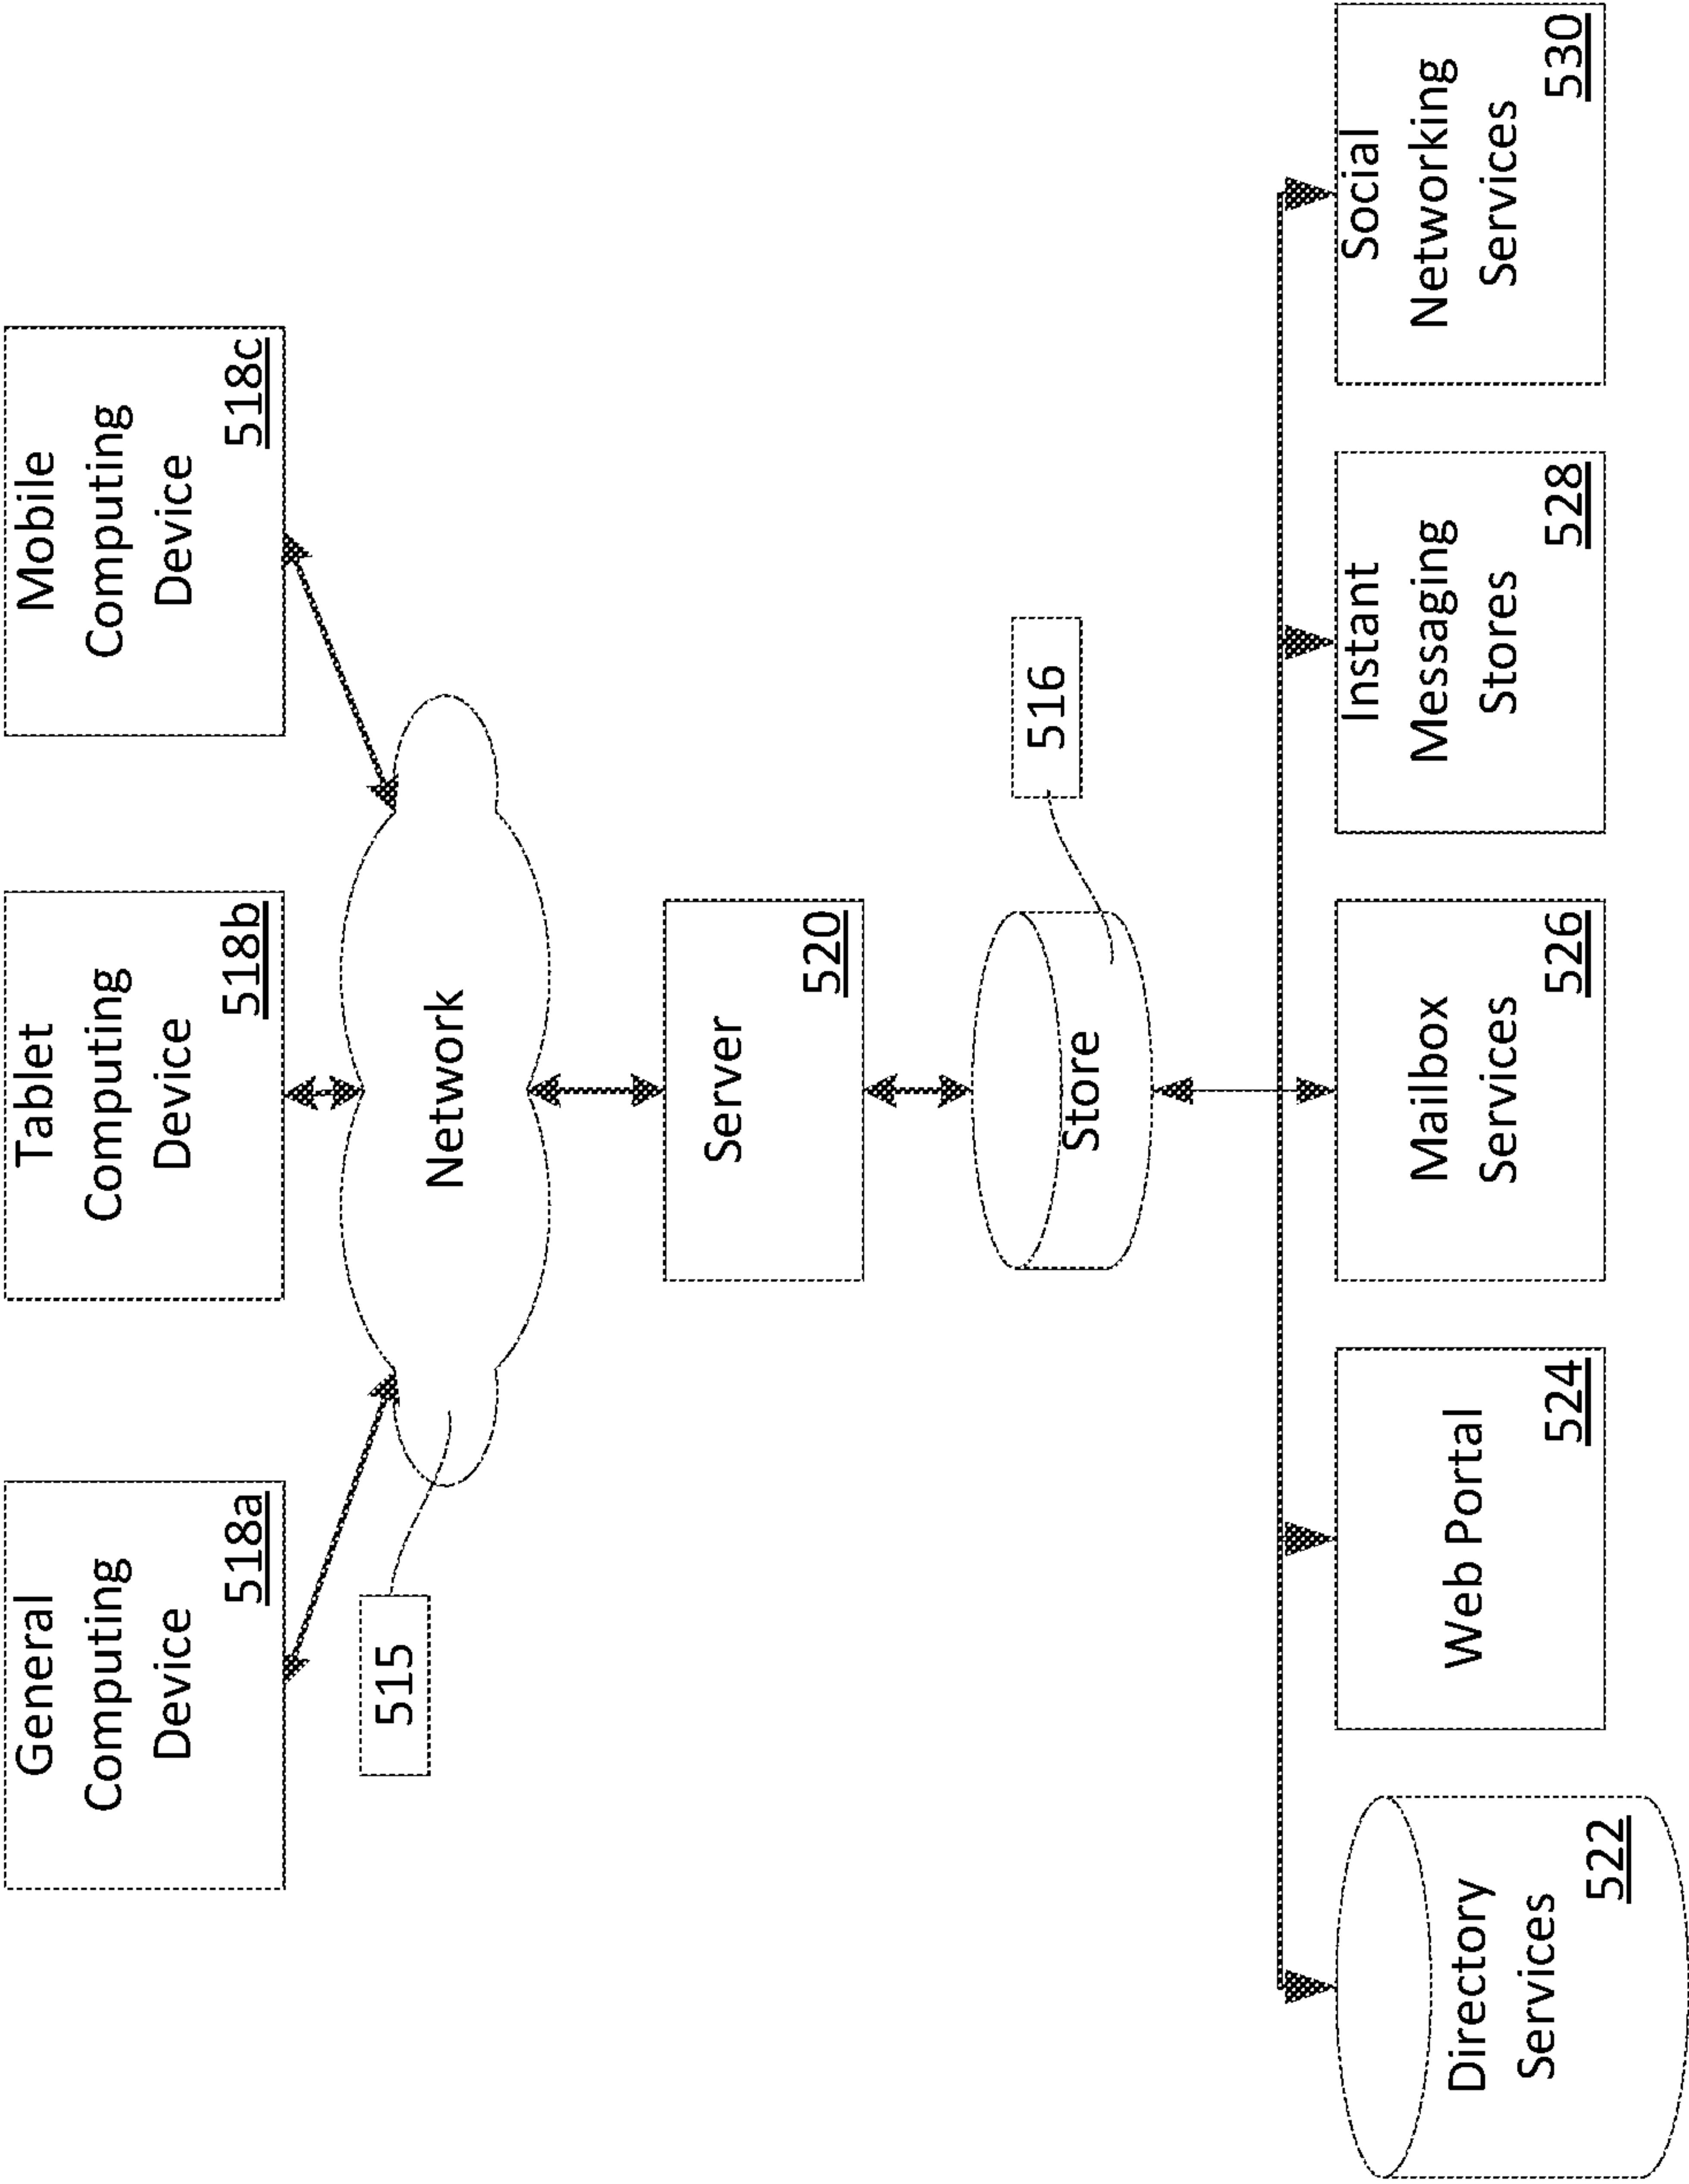 General
Computing
Device
518a
Tablet
Computing
Device
518b
Mobile
Computing
Device
518c
515
Network
Server
520
Store
516
Directory
Services
522
Web Portal
524
Mailbox
Services
526
Instant
Messaging
Stores
528
Social
Networking
Services
530